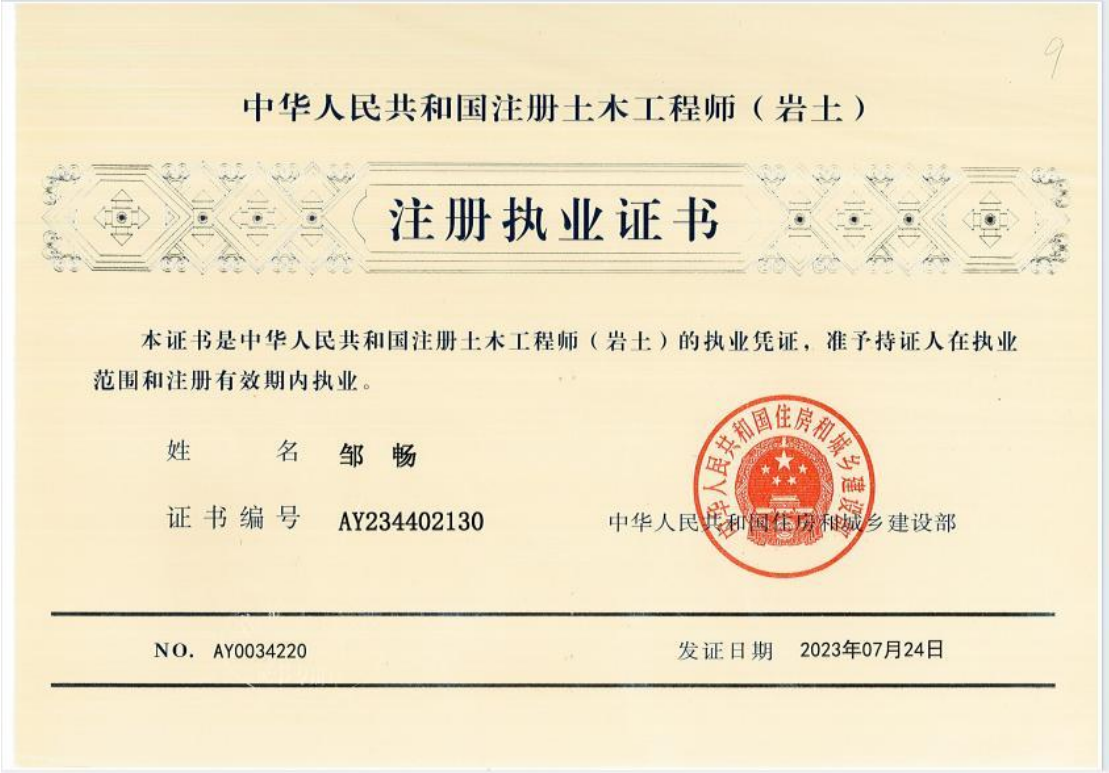 9
中华人民共和国注册土木工程师（岩土）
注册执业证书
本证书是中华人民共和国注册土木工程师（岩土）的执业凭证，准予持证人在执业
范围和注册有效期内执业。
姓 名 邹 畅
中华人民共和国住房和城乡建设部
证书编号 AY234402130
中华人民共和国住房和城乡建设部
NO. AY0034220 发证日期 2023年07月24日